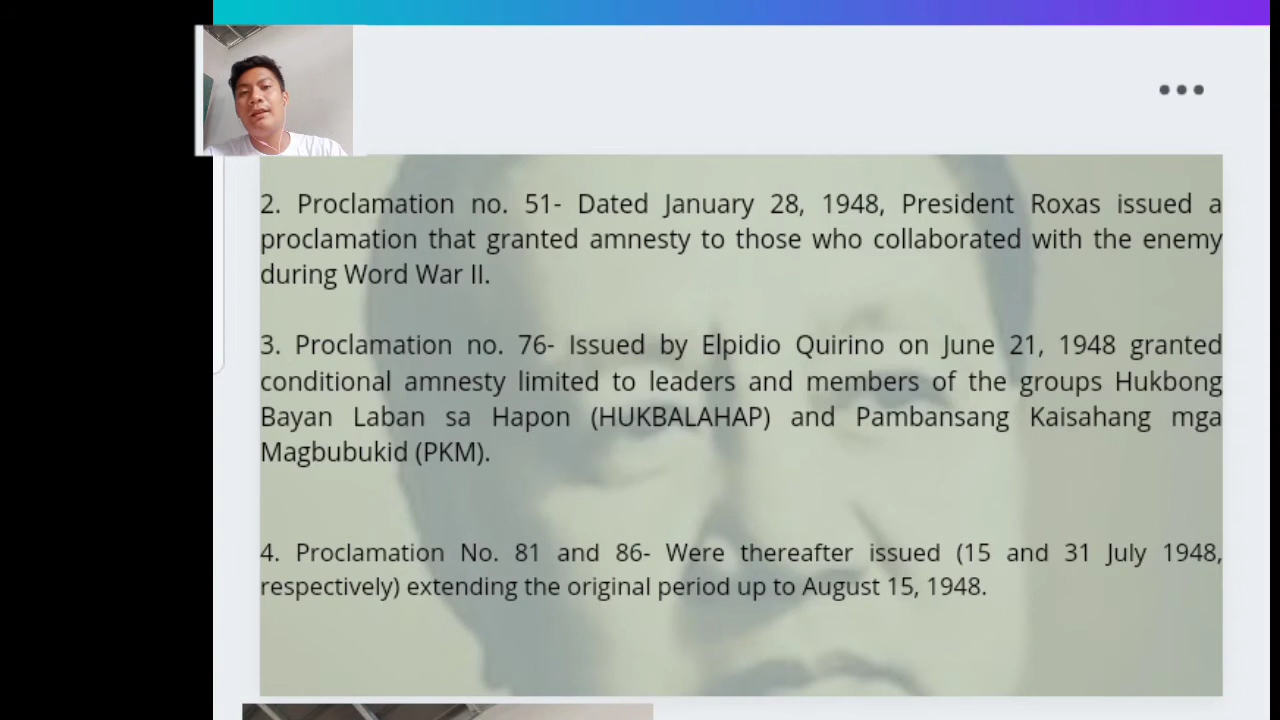 2. Proclamation no. 51- Dated January 28, 1948, President Roxas issued a
proclamation that granted amnesty to those who collaborated with the enemy
during Word War II.
3. Proclamation no. 76- Issued by Elpidio Quirino on June 21, 1948 granted
conditional amnesty limited to leaders and members of the groups Hukbong
Bayan Laban sa Hapon (HUKBALAHAP) and Pambansang Kaisahang mga
Magbubukid (PKM).
4. Proclamation No. 81 and 86- Were thereafter issued (15 and 31 July 1948,
respectively) extending the original period up to August 15, 1948.